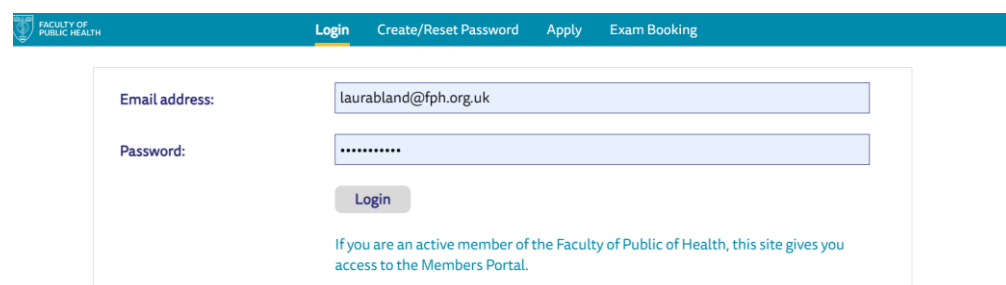 FACULTY OF
PUBLIC HEALTH
Login Create/Reset Password Apply Exam Booking
Email address: laurabland@fph.org.uk
Password: •••••••••••
Login
If you are an active member of the Faculty of Public of Health, this site gives you
access to the Members Portal.